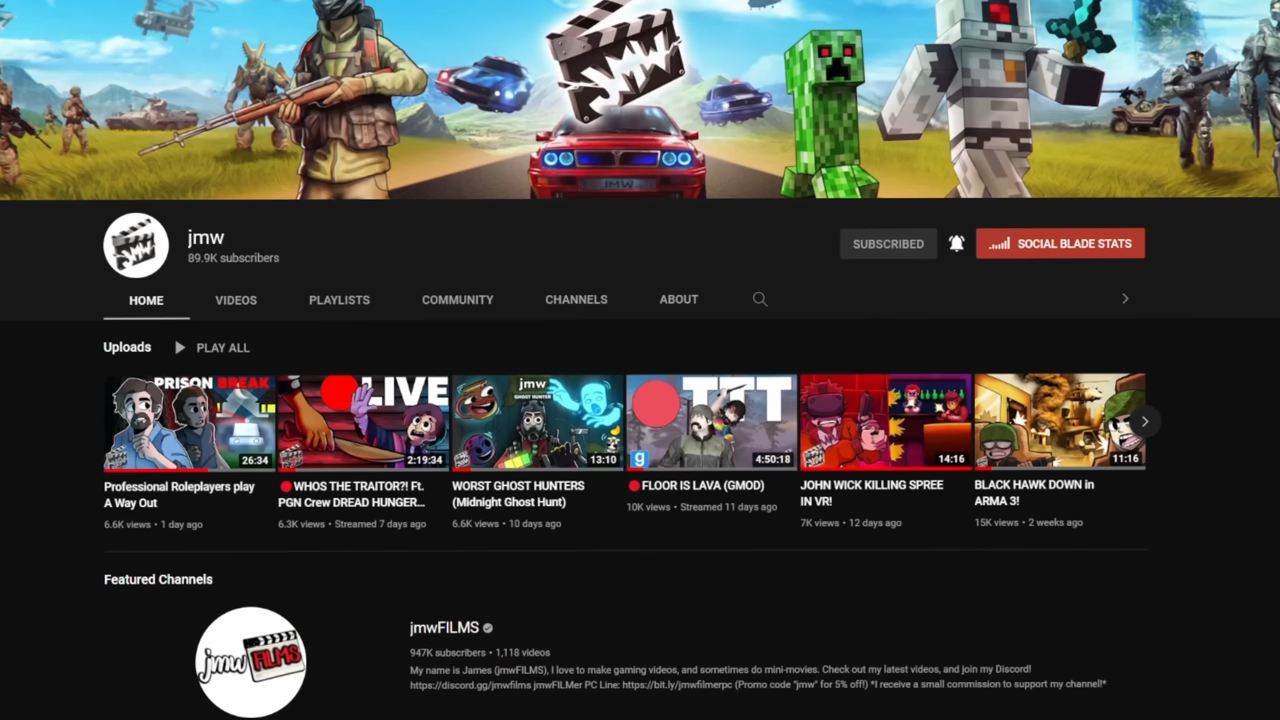 JMW
jmw
89.9K subscribers
SUBSCRIBED
SOCIAL BLADE STATS
HOME
VIDEOS
PLAYLISTS
COMMUNITY
CHANNELS
ABOUT
Uploads
PLAY ALL
PRISON BREAK
26:34
LIVE
2:19:34
jmw
GHOST HUNTER
13:10
TTT
g
4:50:18
14:16
11:16
Professional Roleplayers play
A Way Out
6.6K views • 1 day ago
WHOS THE TRAITOR?! Ft.
PGN Crew DREAD HUNGER...
6.3K views • Streamed 7 days ago
WORST GHOST HUNTERS
(Midnight Ghost Hunt)
6.6K views • 10 days ago
FLOOR IS LAVA (GMOD)
10K views • Streamed 11 days ago
JOHN WICK KILLING SPREE
IN VR!
7K views • 12 days ago
BLACK HAWK DOWN in
ARMA 3!
15K views • 2 weeks ago
Featured Channels
jmw FILMS
jmwFILMS
947K subscribers • 1,118 videos
My name is James (jmwFILMS), I love to make gaming videos, and sometimes do mini-movies. Check out my latest videos, and join my Discord!
https://discord.gg/jmwfilms jmwFILMer PC Line: https://bit.ly/jmwfilmerpc (Promo code "jmw" for 5% off!) *I receive a small commission to support my channel!*